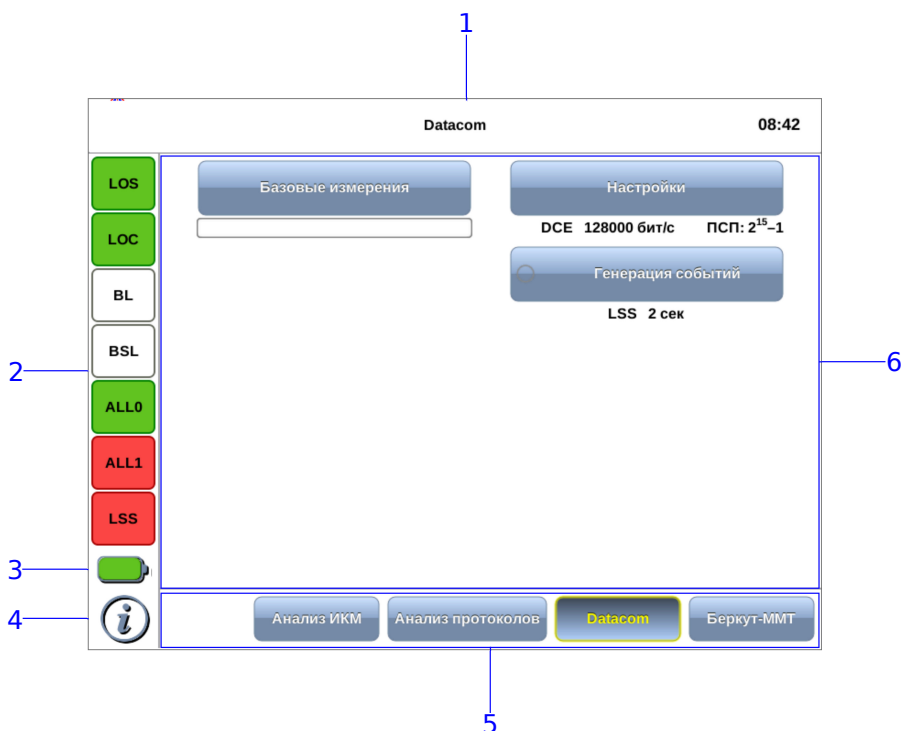 1
Datacom 08:42
LOS
LOC
BL
BSL
ALL0
ALL1
LSS
Базовые измерения
Настройки
DCE 128000 бит/с ПСП: 2¹⁵–1
Генерация событий
LSS 2 сек
2
3
4
6
Анализ ИКМ Анализ протоколов Datacom Беркут-ММТ
5